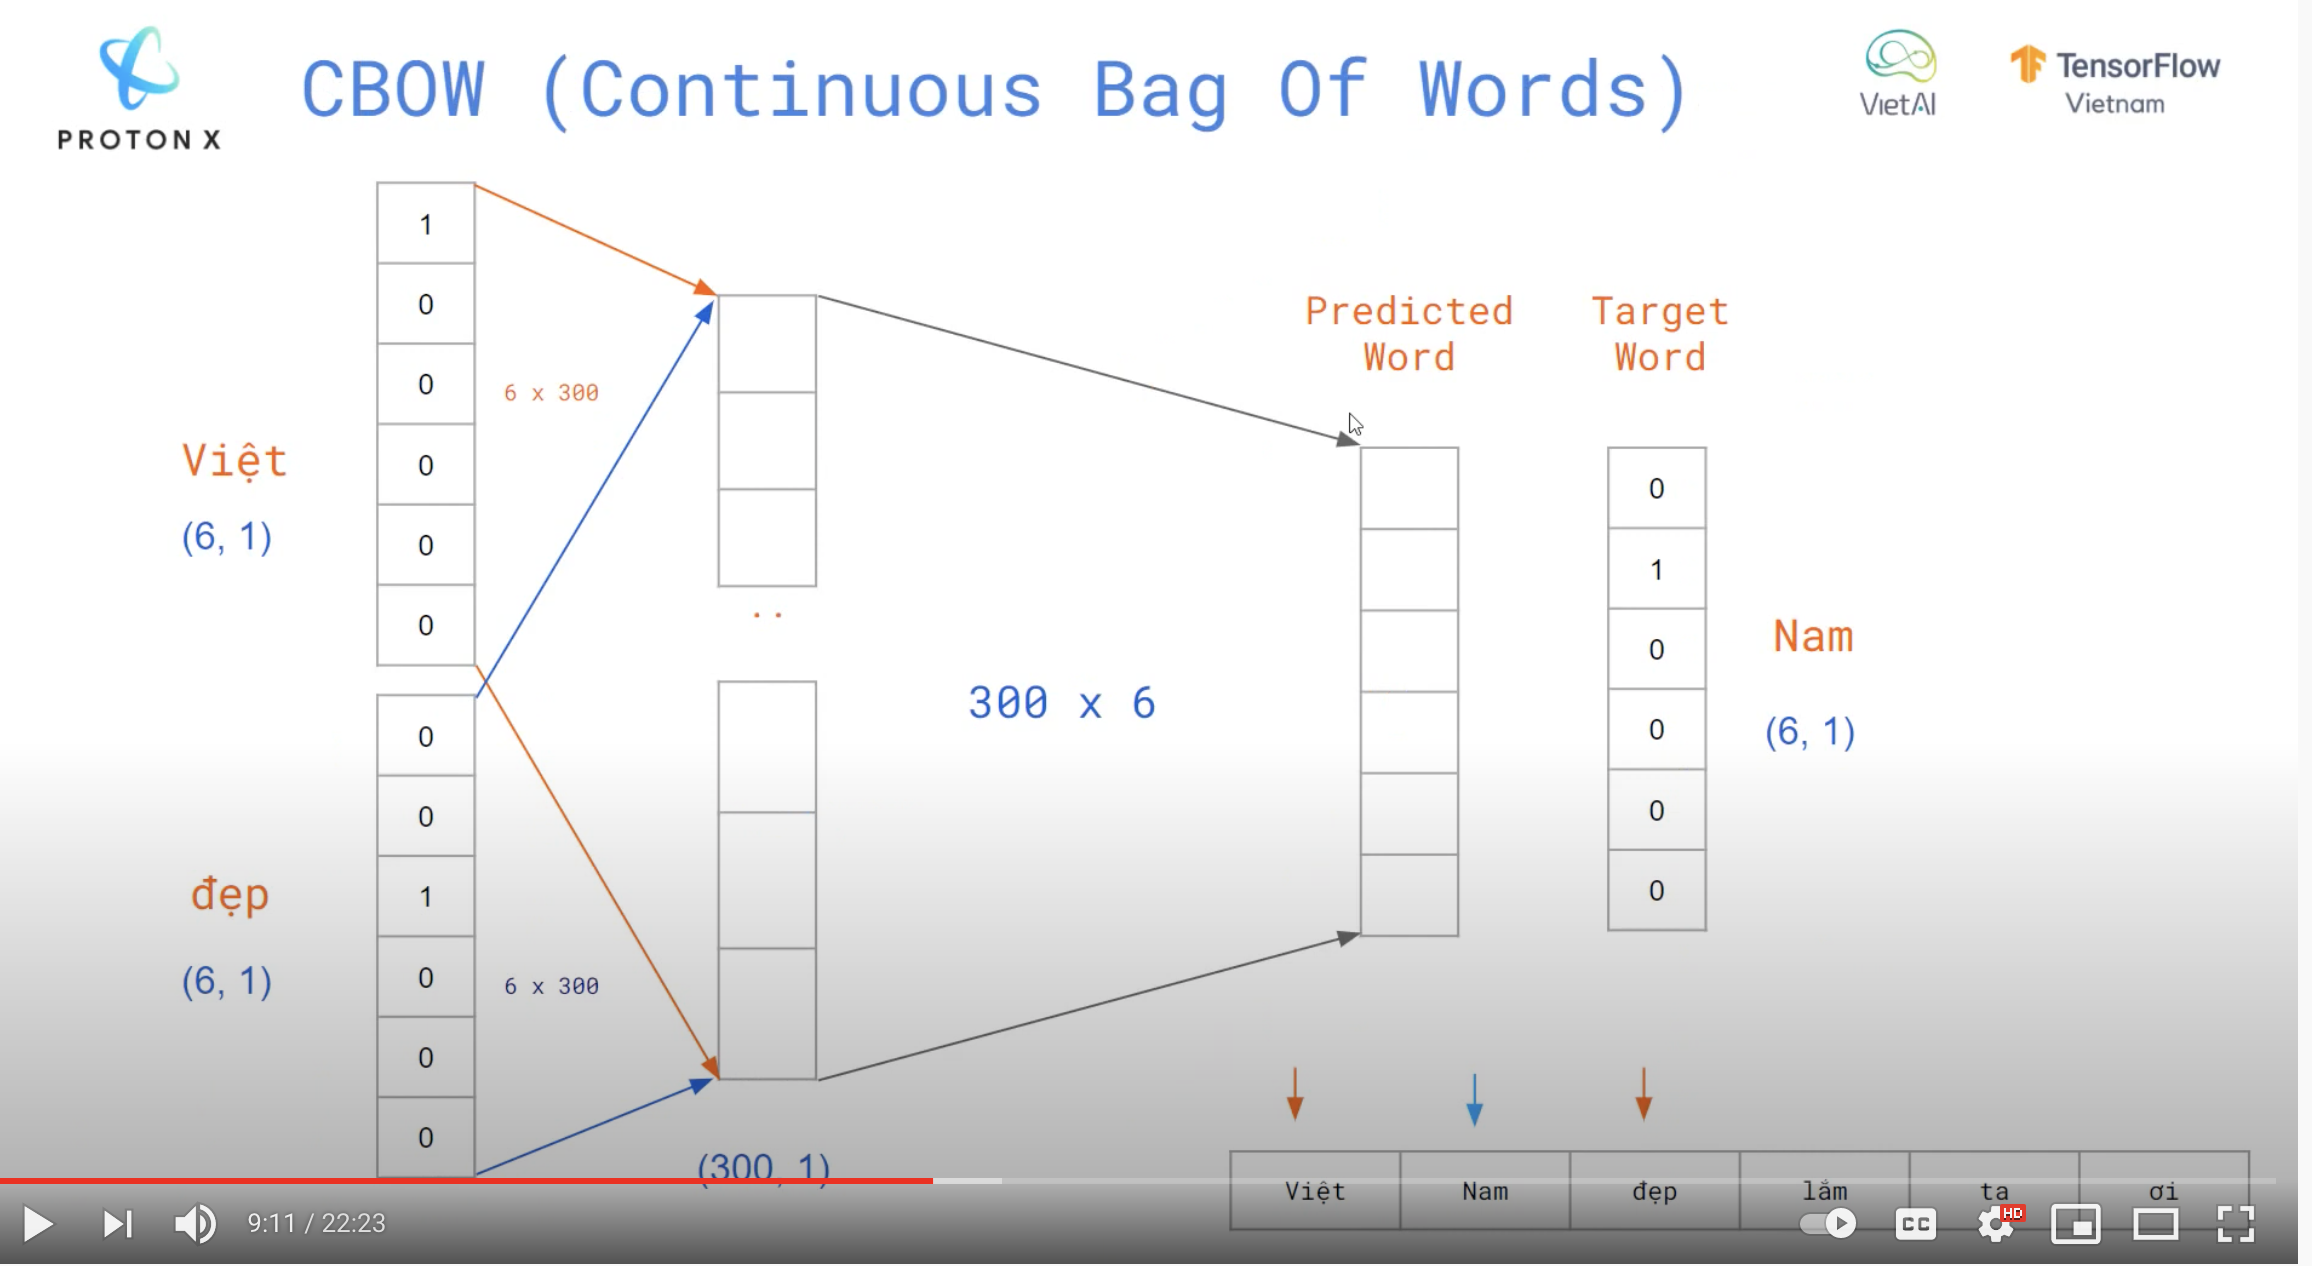 PROTON X
CBOW (Continuous Bag Of Words)
VietAI
TensorFlow
Vietnam
Việt
(6, 1)
1
0
0
0
0
0
6 x 300
đẹp
(6, 1)
0
0
1
0
0
0
6 x 300
..
(300, 1)
300 x 6
Predicted
Word
Target
Word
0
1
0
0
0
0
Nam
(6, 1)
Việt Nam đẹp lắm ta ơi
9:11 / 22:23
CC
HD